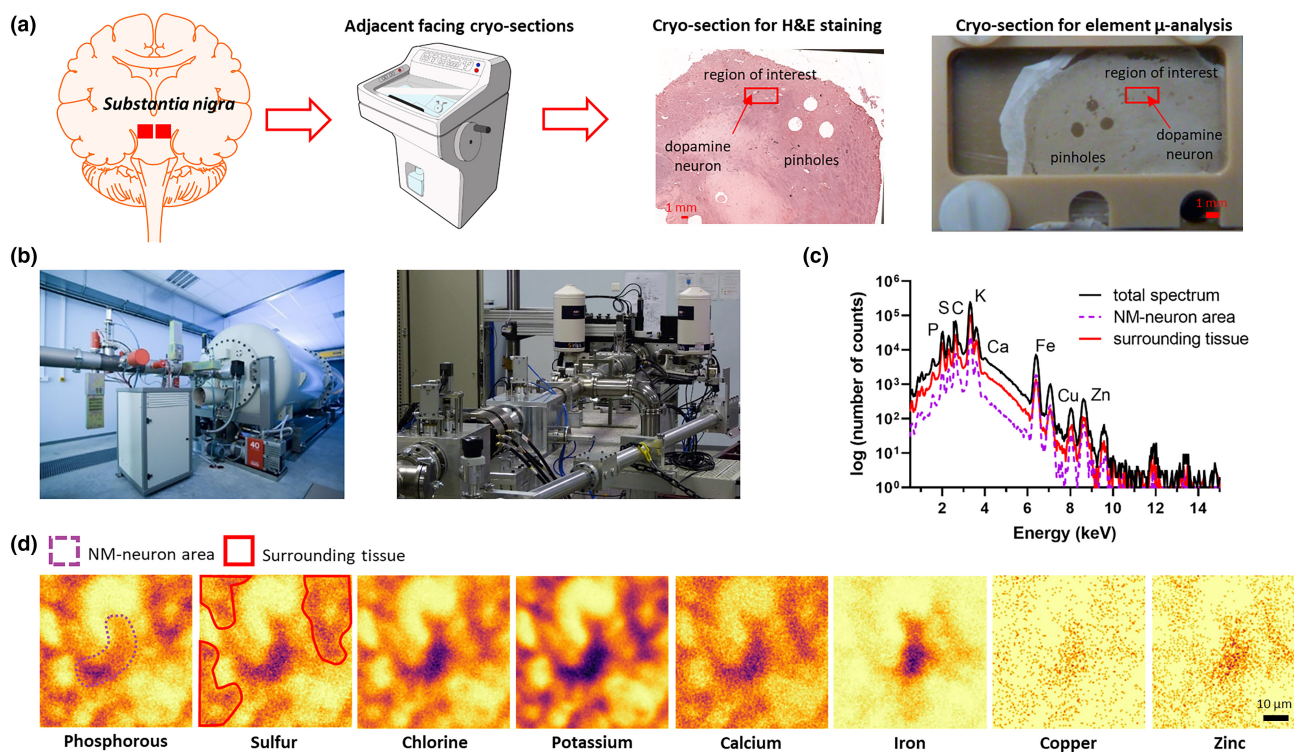 (a)
Substantia nigra
Adjacent facing cryo-sections
Cryo-section for H&E staining
region of interest
dopamine
neuron
pinholes
1 mm
Cryo-section for element µ-analysis
region of interest
dopamine
neuron
pinholes
1 mm
(b)
40
(c)
log (number of counts)
10⁶
10⁵
10⁴
10³
10²
10¹
10⁰
P
S C
K
Ca
Fe
Cu
Zn
total spectrum
NM-neuron area
surrounding tissue
2 4 6 8 10 12 14
Energy (keV)
(d)
NM-neuron area
Surrounding tissue
Phosphorous
Sulfur
Chlorine
Potassium
Calcium
Iron
Copper
Zinc
10 µm